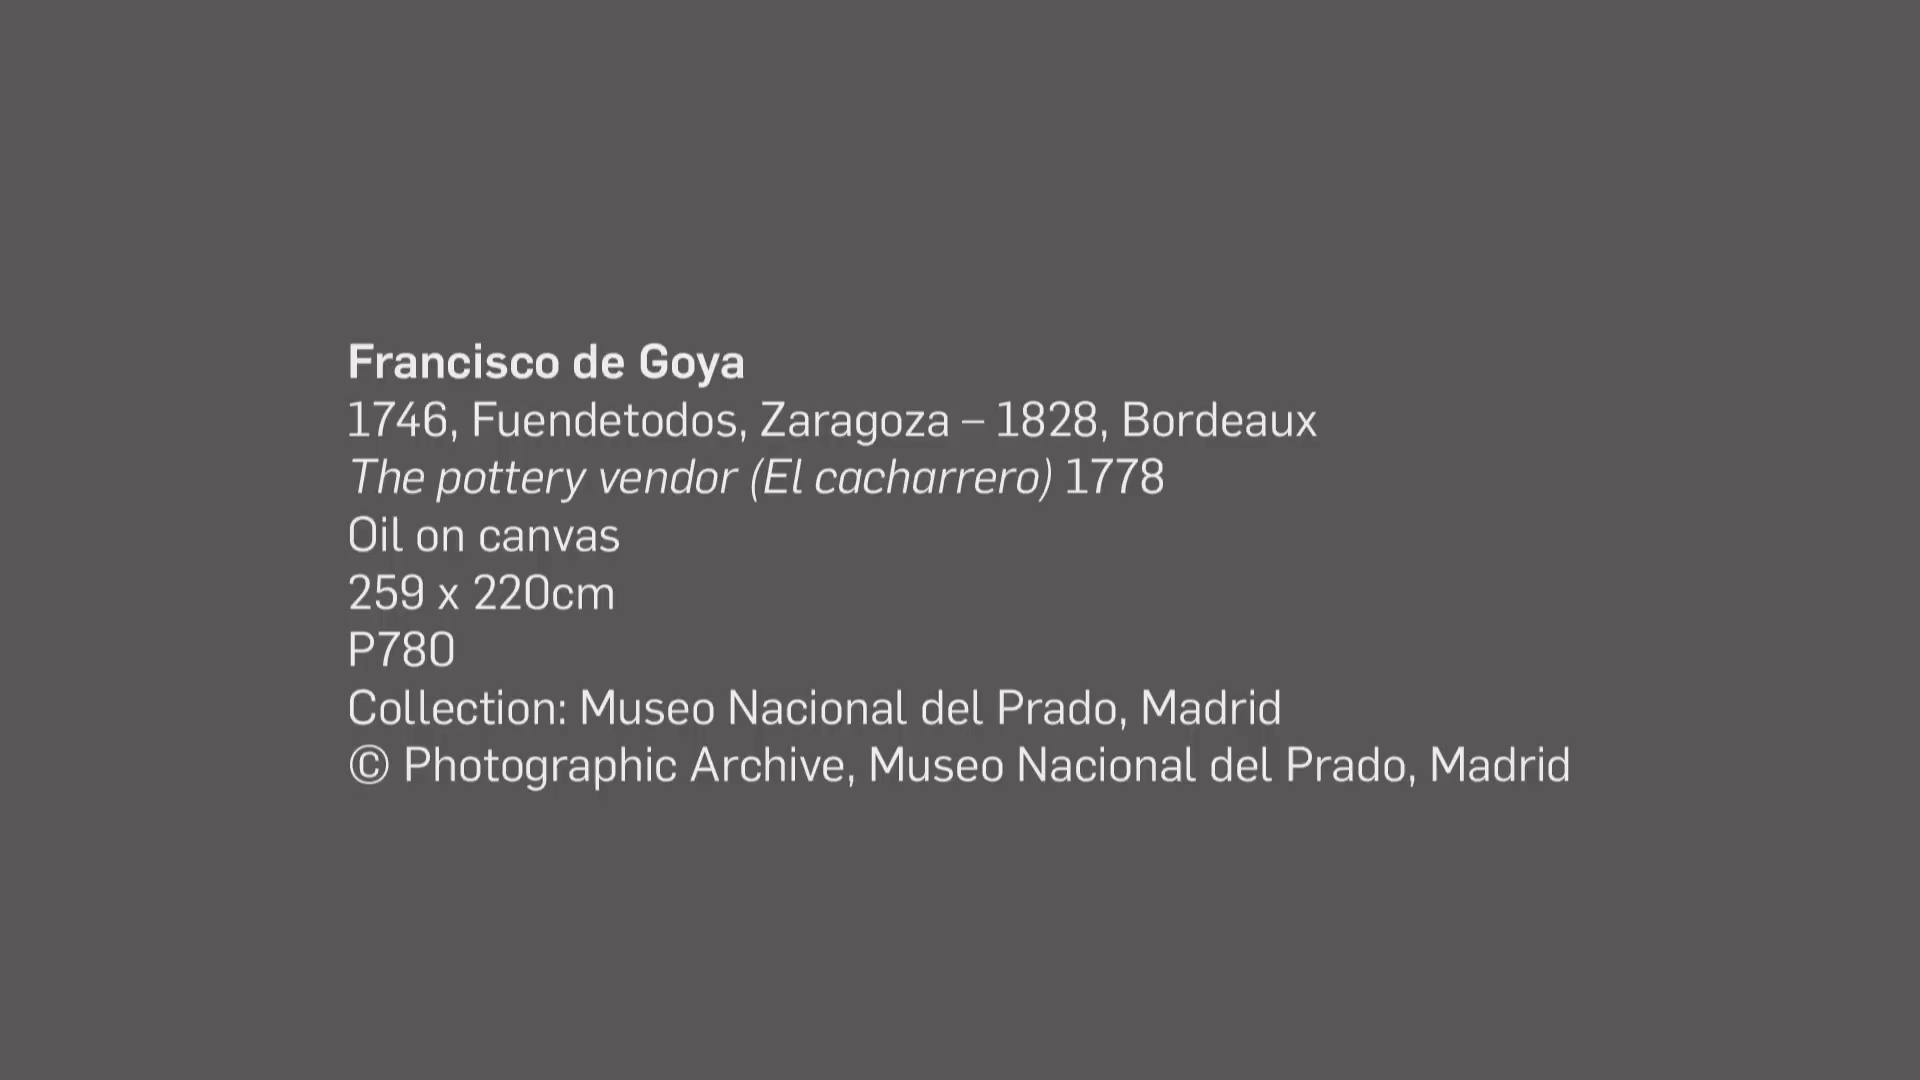 Francisco de Goya
1746, Fuendetodos, Zaragoza – 1828, Bordeaux
The pottery vendor (El cacharrero) 1778
Oil on canvas
259 x 220cm
P780
Collection: Museo Nacional del Prado, Madrid
© Photographic Archive, Museo Nacional del Prado, Madrid